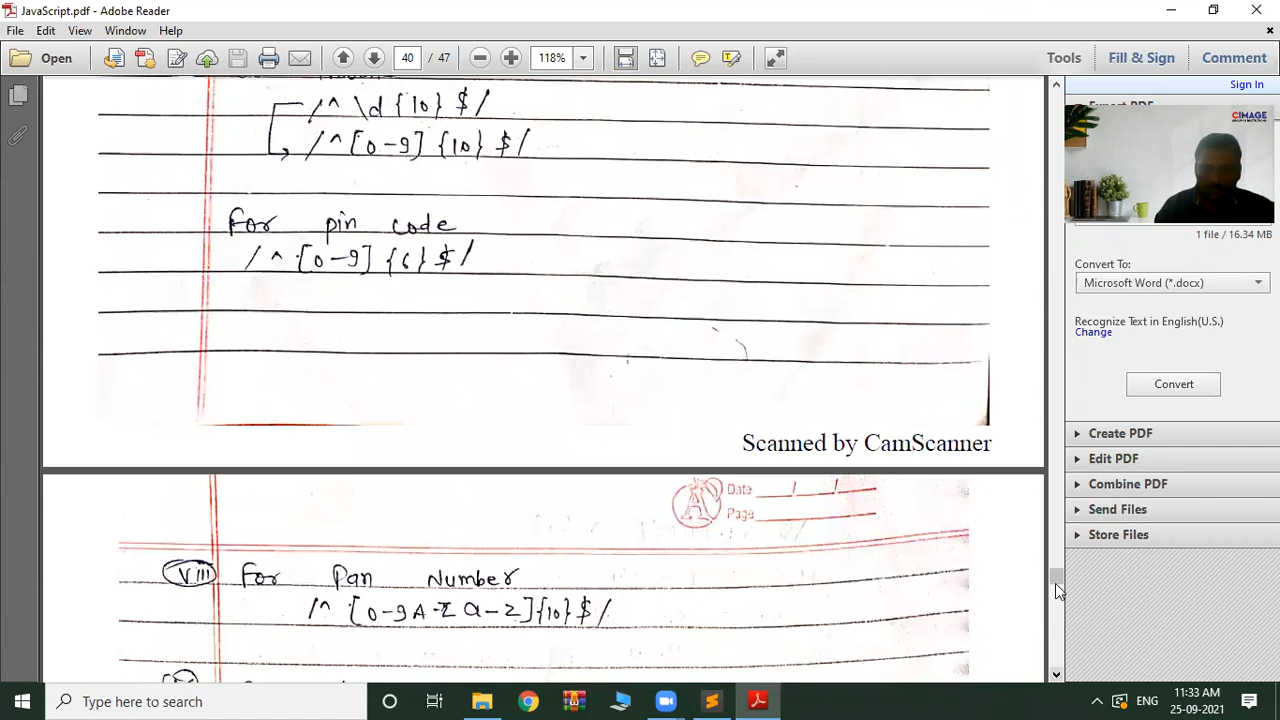 JavaScript.pdf - Adobe Reader
File Edit View Window Help
Open
40 / 47
118%
Tools
Fill & Sign
Comment
Sign In
/^ \d {10} $/
/^ [0-9] {10} $/
For pin code
/ ^ [0-9] {6} $/
Scanned by CamScanner
A
Date
Page
viii For Pan Number
/^ [0-9 A-Z a-z]{10}$/
CIMAGE
1 file / 16.34 MB
Convert To:
Microsoft Word (*.docx)
Recognize Text in English(U.S.)
Change
Convert
Create PDF
Edit PDF
Combine PDF
Send Files
Store Files
Type here to search
ENG
11:33 AM
25-09-2021